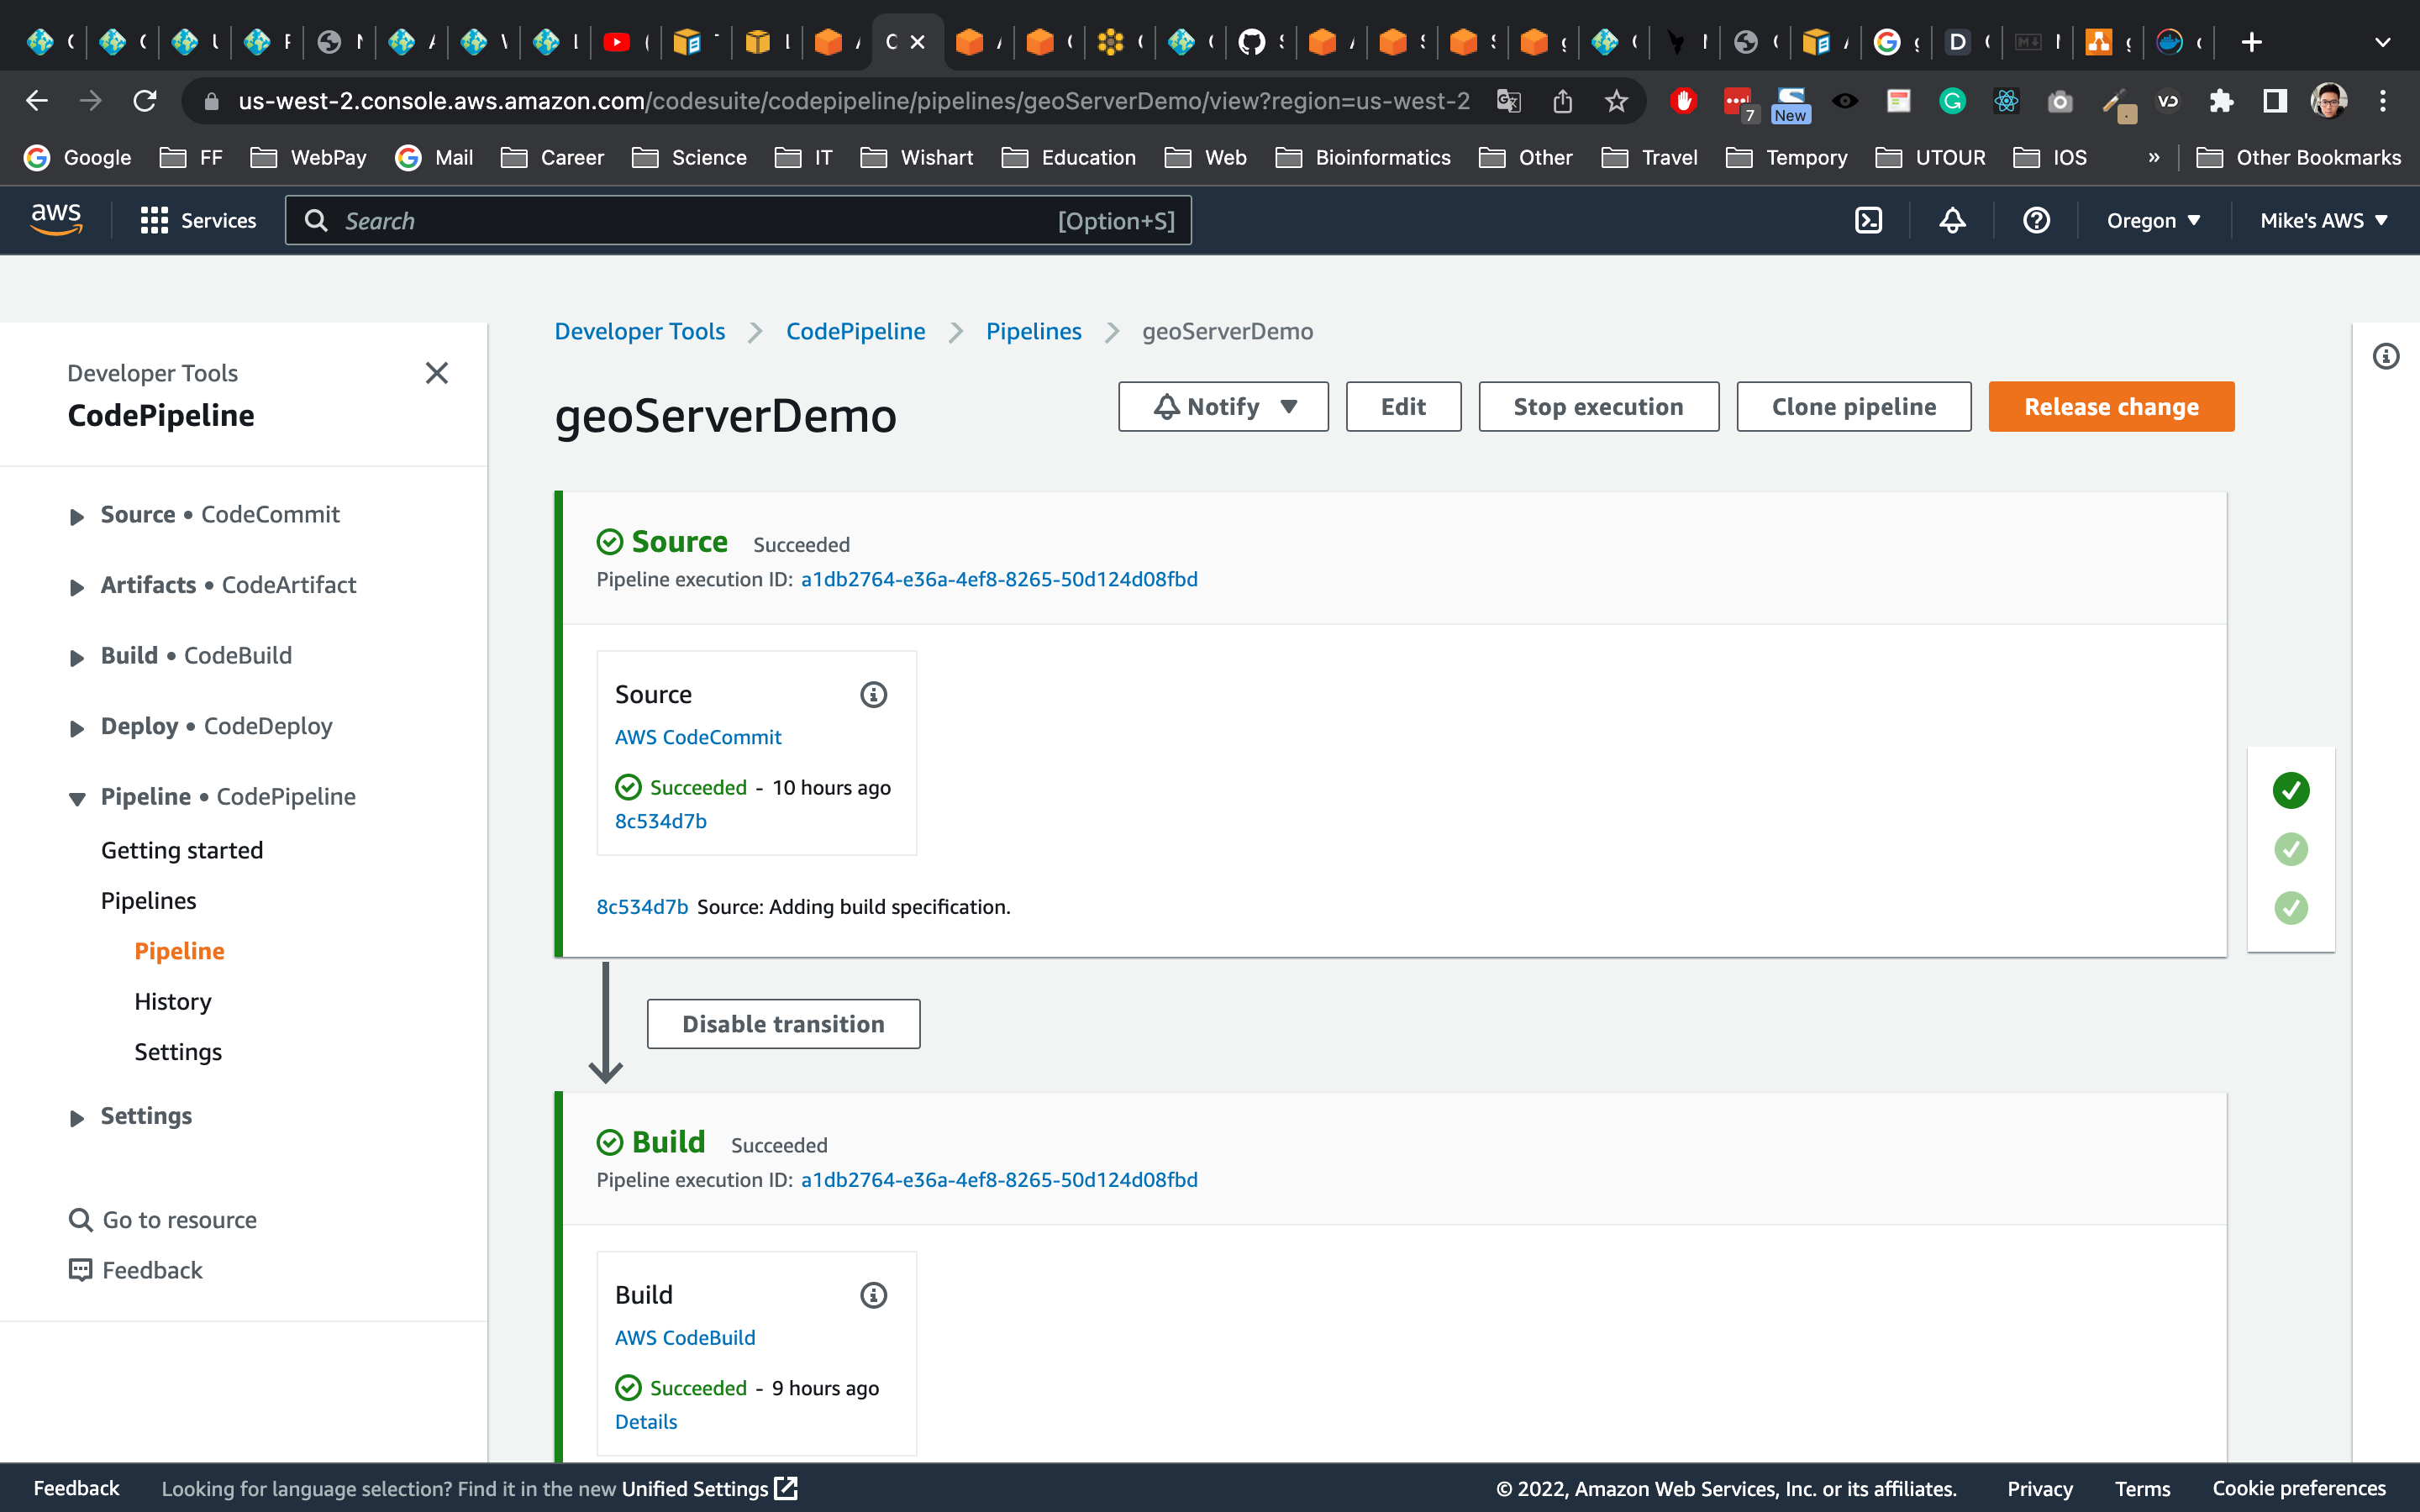 us-west-2.console.aws.amazon.com/codesuite/codepipeline/pipelines/geoServerDemo/view?region=us-west-2
7
New
Google FF WebPay Mail Career Science IT Wishart Education Web Bioinformatics Other Travel Tempory UTOUR IOS » Other Bookmarks
aws Services Search [Option+S] Oregon Mike's AWS
Developer Tools CodePipeline Pipelines geoServerDemo
Developer Tools
CodePipeline
geoServerDemo
Notify Edit Stop execution Clone pipeline Release change
Source • CodeCommit
Artifacts • CodeArtifact
Build • CodeBuild
Deploy • CodeDeploy
Pipeline • CodePipeline
Getting started
Pipelines
Pipeline
History
Settings
Settings
Go to resource
Feedback
Source Succeeded
Pipeline execution ID: a1db2764-e36a-4ef8-8265-50d124d08fbd
Source
AWS CodeCommit
Succeeded - 10 hours ago
8c534d7b
8c534d7b Source: Adding build specification.
Disable transition
Build Succeeded
Pipeline execution ID: a1db2764-e36a-4ef8-8265-50d124d08fbd
Build
AWS CodeBuild
Succeeded - 9 hours ago
Details
Feedback Looking for language selection? Find it in the new Unified Settings © 2022, Amazon Web Services, Inc. or its affiliates. Privacy Terms Cookie preferences